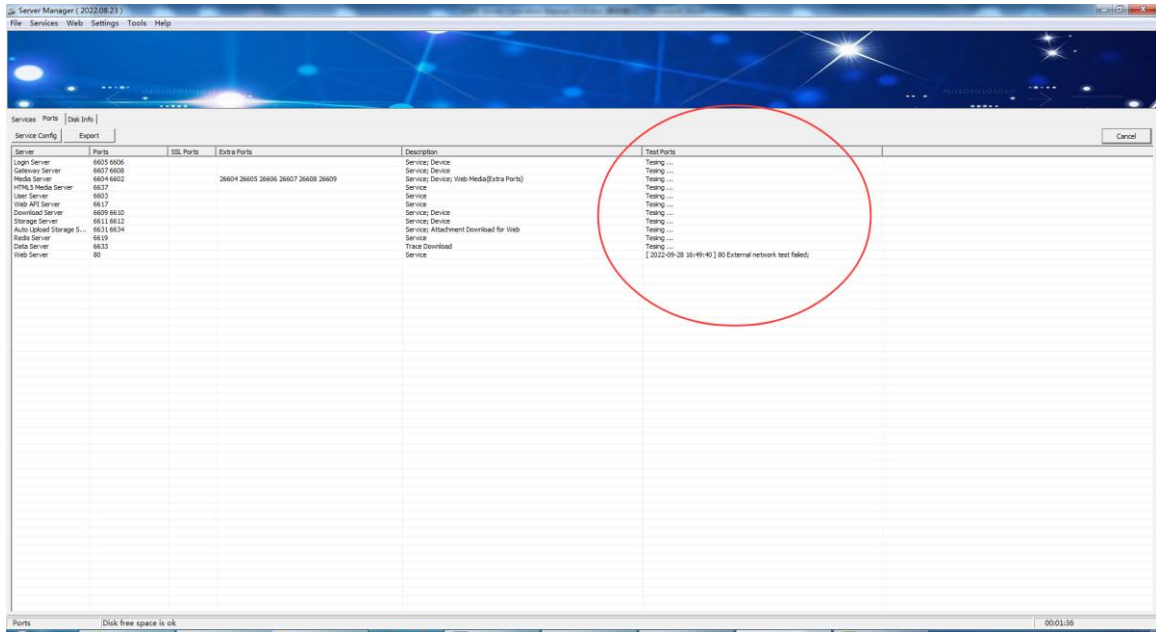 Server Manager ( 2022.08.23 )
File Services Web Settings Tools Help
Services Ports Disk Info
Service Config Export Cancel
Server Ports SSL Ports Extra Ports Description Test Ports
Login Server 6605 6606 Service; Device Tesing ...
Gateway Server 6607 6608 Service; Device Tesing ...
Media Server 6604 6602 26604 26605 26606 26607 26608 26609 Service; Device; Web Media(Extra Ports) Tesing ...
HTML5 Media Server 6637 Service Tesing ...
User Server 6603 Service Tesing ...
Web API Server 6617 Service Tesing ...
Download Server 6609 6610 Service; Device Tesing ...
Storage Server 6611 6612 Service; Device Tesing ...
Auto Upload Storage S... 6631 6634 Service; Attachment Download for Web Tesing ...
Redis Server 6619 Service Tesing ...
Data Server 6633 Trace Download Tesing ...
Web Server 80 Service [ 2022-09-28 16:49:40 ] 80 External network test failed;
Ports Disk free space is ok 00:01:36